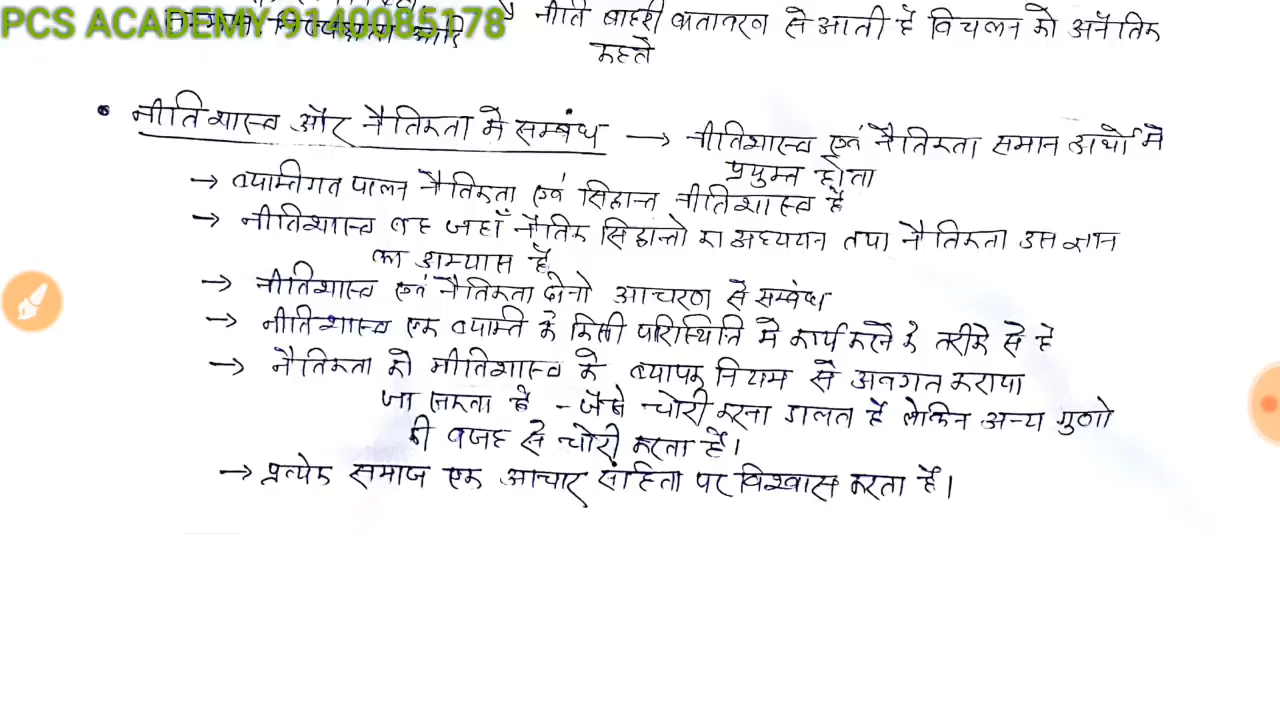 PCS ACADEMY 9140085178
नीति बाहरी वातावरण से आती है विचलन को अनैतिक
कहते
• नीतिशास्त्र और नैतिकता मे सम्बंध → नीतिशास्त्र एवं नैतिकता समान अर्थो मे
प्रयुक्त होता
→ व्यक्तिगत पालन नैतिकता एवं सिद्धान्त नीतिशास्त्र है
→ नीतिशास्त्र वह जहाँ नैतिक सिद्धान्तो का अध्ययन तथा नैतिकता उस ज्ञान
का अभ्यास है
→ नीतिशास्त्र एवं नैतिकता दोनो आचरण से सम्बंध
→ नीतिशास्त्र एक व्यक्ति के किसी परिस्थिति मे कार्य करने के तरीके से है
→ नैतिकता को नीतिशास्त्र के व्यापक नियम से अवगत कराया
जा सकता है - जैसे चोरी करना गलत है लेकिन अन्य गुणो
की वजह से चोरी करता है।
→ प्रत्येक समाज एक आचार संहिता पर विश्वास करता है।